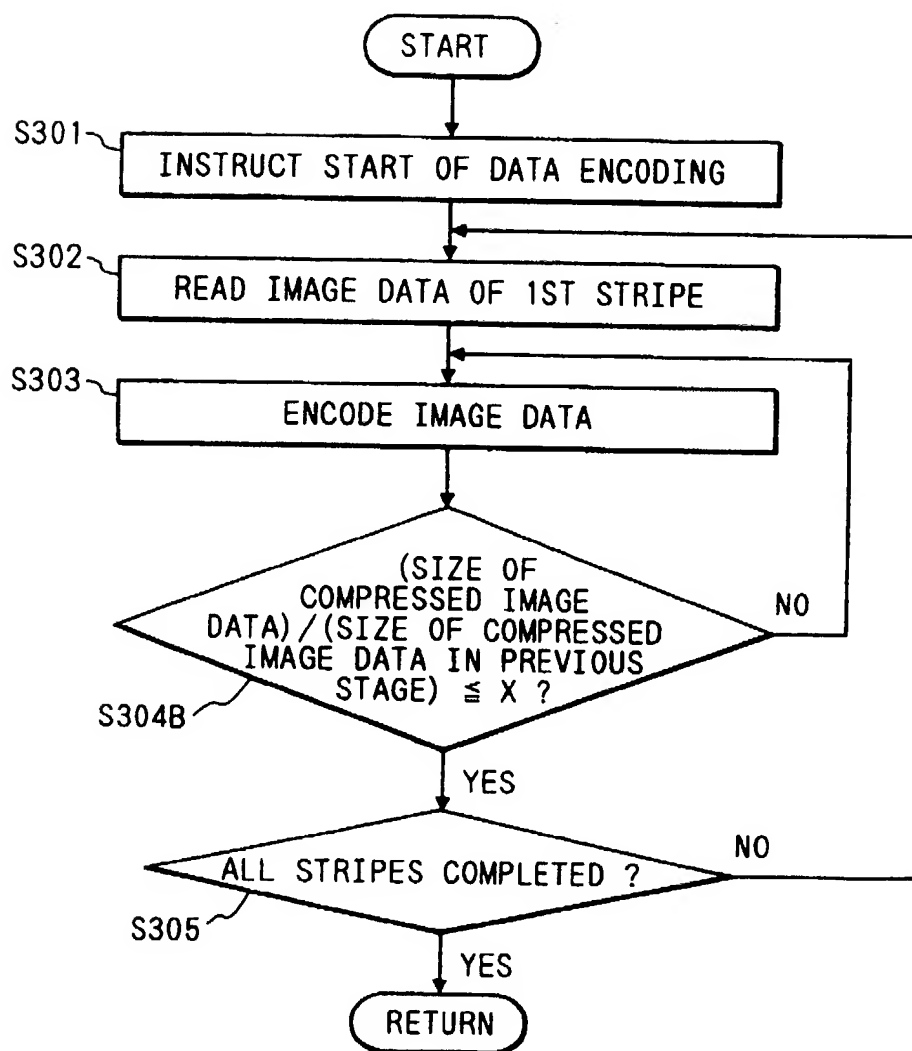 START
S301
INSTRUCT START OF DATA ENCODING
S302
READ IMAGE DATA OF 1ST STRIPE
S303
ENCODE IMAGE DATA
(SIZE OF
COMPRESSED IMAGE
DATA)/(SIZE OF COMPRESSED
IMAGE DATA IN PREVIOUS
STAGE) ≦ X ?
NO
S304B
YES
ALL STRIPES COMPLETED ?
NO
S305
YES
RETURN